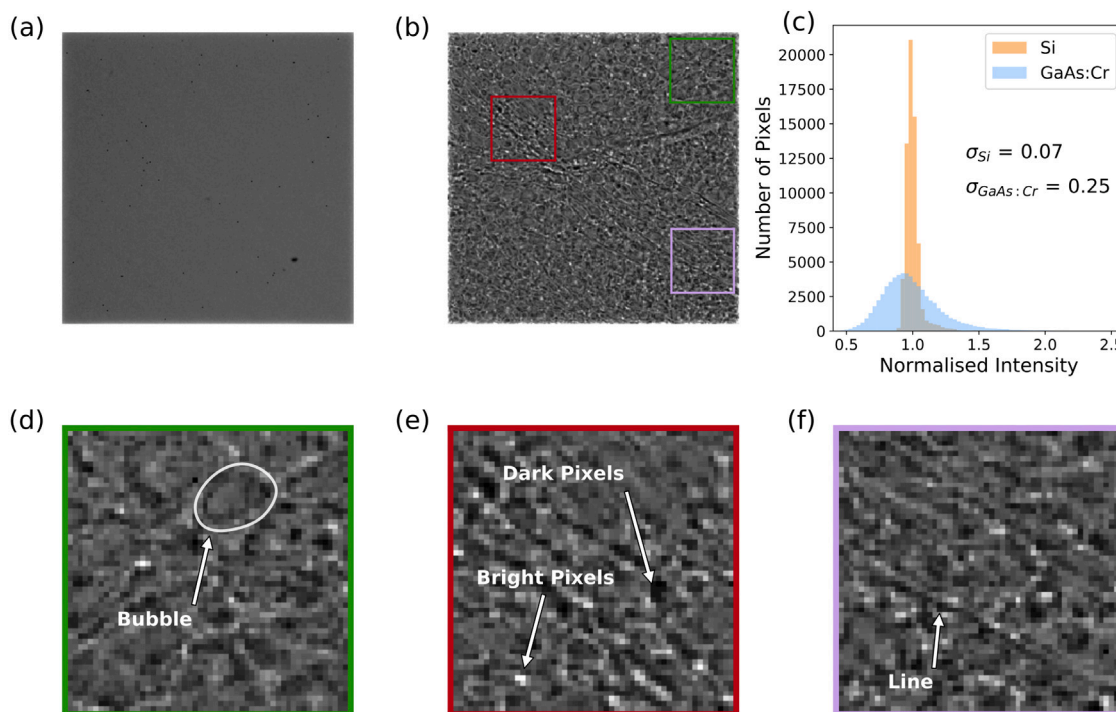 (a)
(b)
(c)
20000
17500
15000
12500
10000
7500
5000
2500
0
Number of Pixels
Si
GaAs:Cr
σSi = 0.07
σGaAs:Cr = 0.25
0.5 1.0 1.5 2.0 2.5
Normalised Intensity
(d)
Bubble
(e)
Dark Pixels
Bright Pixels
(f)
Line